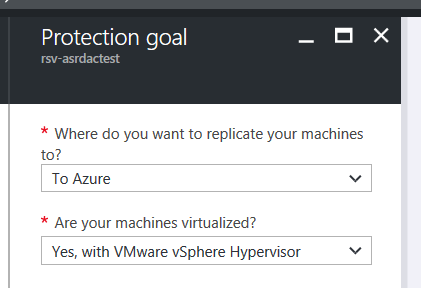 Protection goal
rsv-asrdactest
* Where do you want to replicate your machines
to?
To Azure
* Are your machines virtualized?
Yes, with VMware vSphere Hypervisor